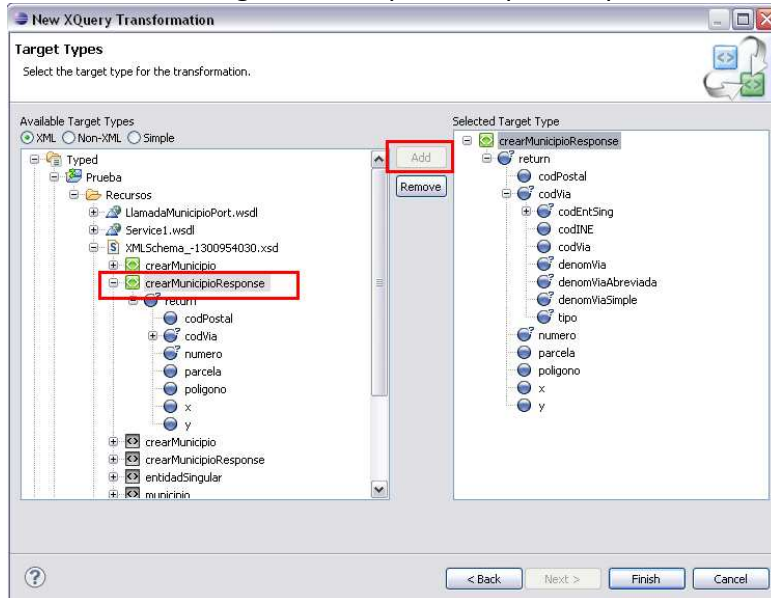 New XQuery Transformation
Target Types
Select the target type for the transformation.
Available Target Types
XML Non-XML Simple
Typed
Prueba
Recursos
LlamadaMunicipioPort.wsdl
Service1.wsdl
XMLSchema_-1300954030.xsd
crearMunicipio
crearMunicipioResponse
return
codPostal
codVia
numero
parcela
poligono
x
y
crearMunicipio
crearMunicipioResponse
entidadSingular
municipio
Add
Remove
Selected Target Type
crearMunicipioResponse
return
codPostal
codVia
codEntSing
codINE
codVia
denomVia
denomViaAbreviada
denomViaSimple
tipo
numero
parcela
poligono
x
y
< Back Next > Finish Cancel